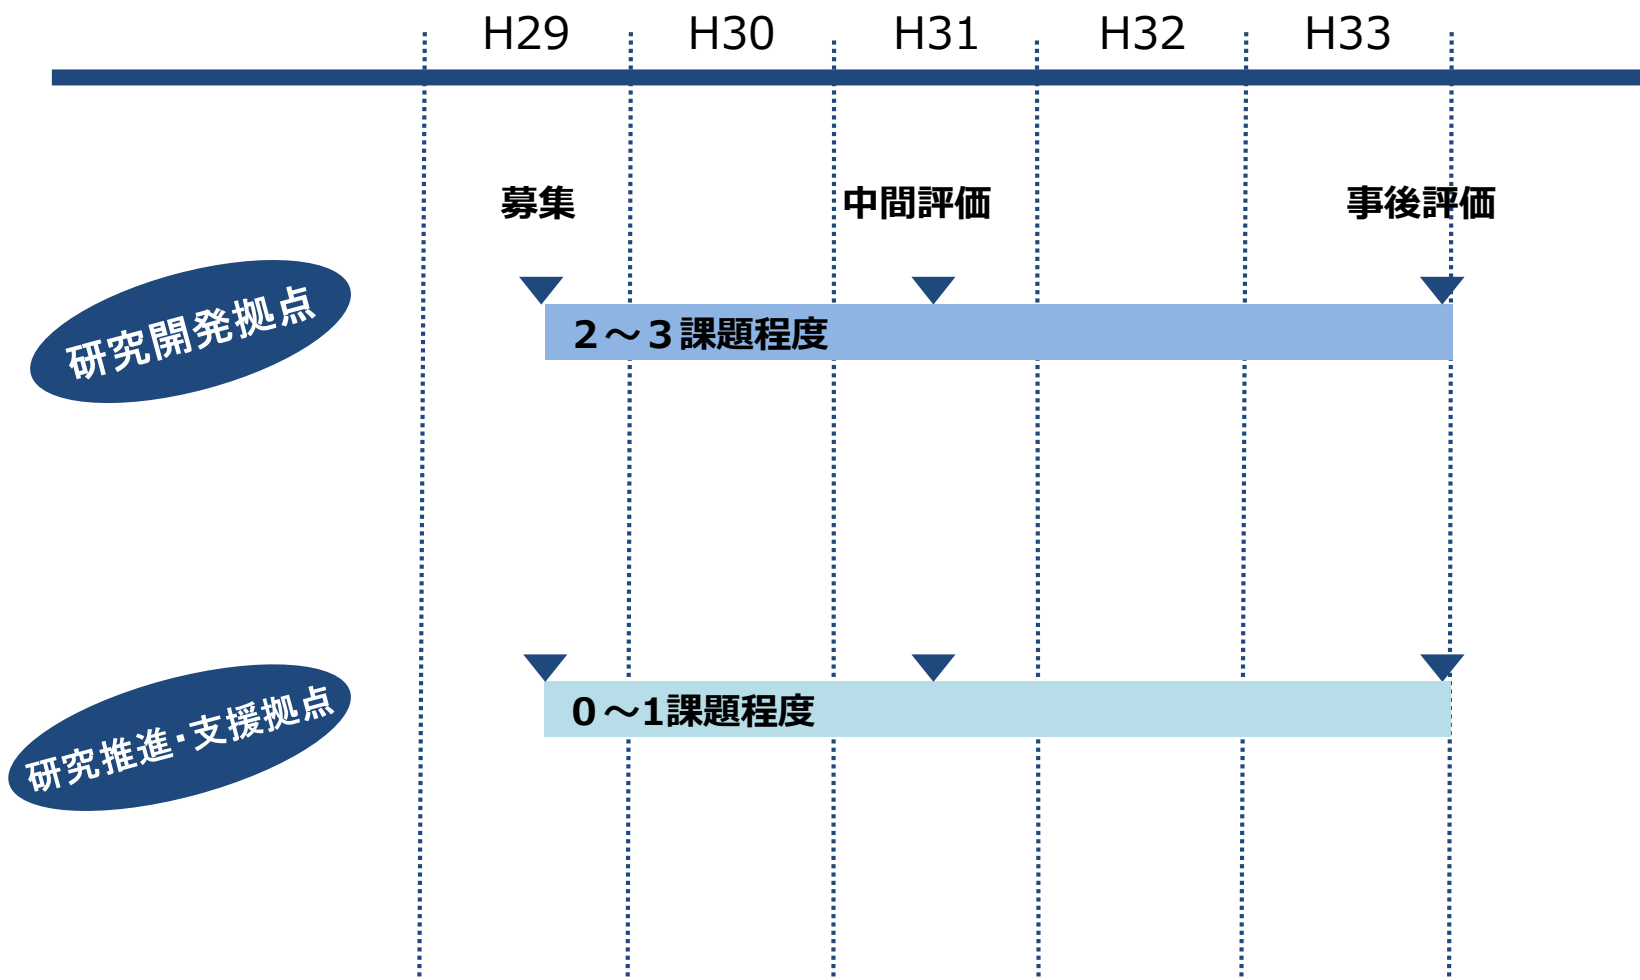 H29 H30 H31 H32 H33
募集 中間評価 事後評価
研究開発拠点
２～３課題程度
研究推進・支援拠点
０～1課題程度